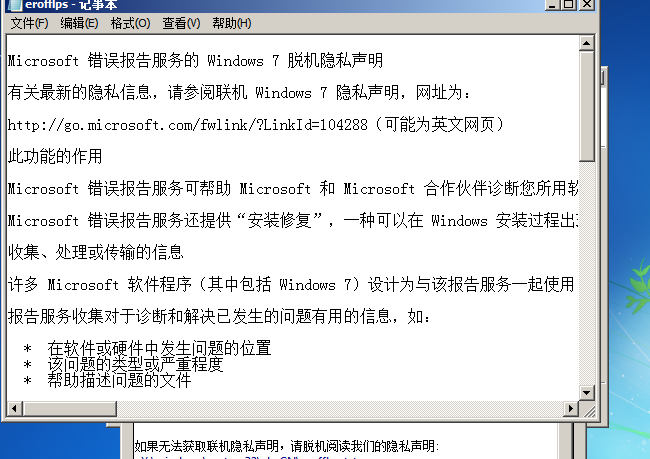 erofflps - 记事本
文件(F) 编辑(E) 格式(O) 查看(V) 帮助(H)
Microsoft 错误报告服务的 Windows 7 脱机隐私声明
有关最新的隐私信息，请参阅联机 Windows 7 隐私声明，网址为：
http://go.microsoft.com/fwlink/?LinkId=104288（可能为英文网页）
此功能的作用
Microsoft 错误报告服务可帮助 Microsoft 和 Microsoft 合作伙伴诊断您所用软
Microsoft 错误报告服务还提供“安装修复”，一种可以在 Windows 安装过程出
收集、处理或传输的信息
许多 Microsoft 软件程序（其中包括 Windows 7）设计为与该报告服务一起使用
报告服务收集对于诊断和解决已发生的问题有用的信息，如：
* 在软件或硬件中发生问题的位置
* 该问题的类型或严重程度
* 帮助描述问题的文件
如果无法获取联机隐私声明，请脱机阅读我们的隐私声明: